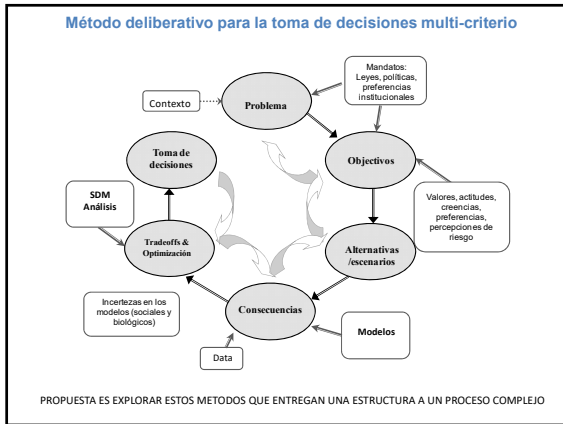 Método deliberativo para la toma de decisiones multi-criterio
Mandatos:
Leyes, políticas,
preferencias
institucionales
Contexto
Problema
Toma de
decisiones
Objectivos
SDM
Análisis
Valores, actitudes,
creencias,
preferencias,
percepciones de
riesgo
Tradeoffs &
Optimización
Alternativas
/escenarios
Incertezas en los
modelos (sociales y
biológicos)
Consecuencias
Modelos
Data
PROPUESTA ES EXPLORAR ESTOS METODOS QUE ENTREGAN UNA ESTRUCTURA A UN PROCESO COMPLEJO